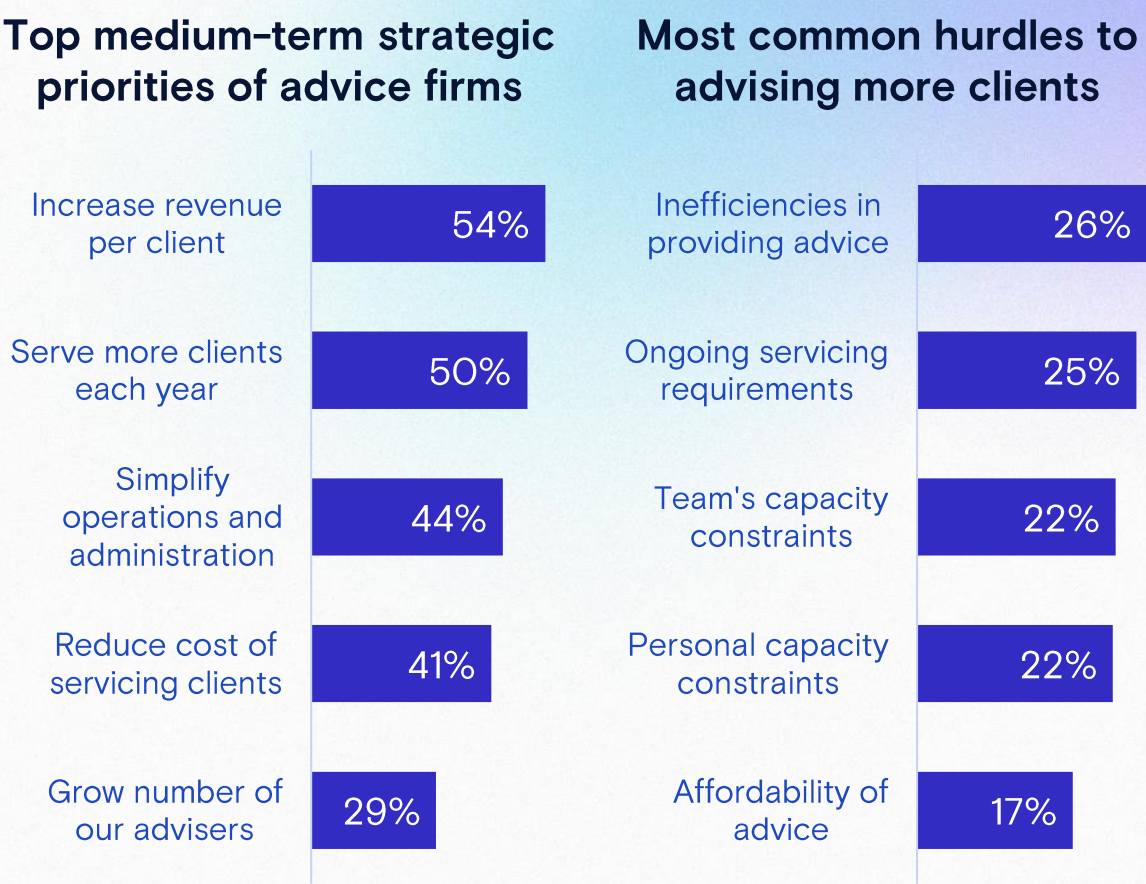 Top medium-term strategic
priorities of advice firms
Increase revenue
per client
54%
Serve more clients
each year
50%
Simplify
operations and
administration
44%
Reduce cost of
servicing clients
41%
Grow number of
our advisers
29%
Most common hurdles to
advising more clients
Inefficiencies in
providing advice
26%
Ongoing servicing
requirements
25%
Team's capacity
constraints
22%
Personal capacity
constraints
22%
Affordability of
advice
17%